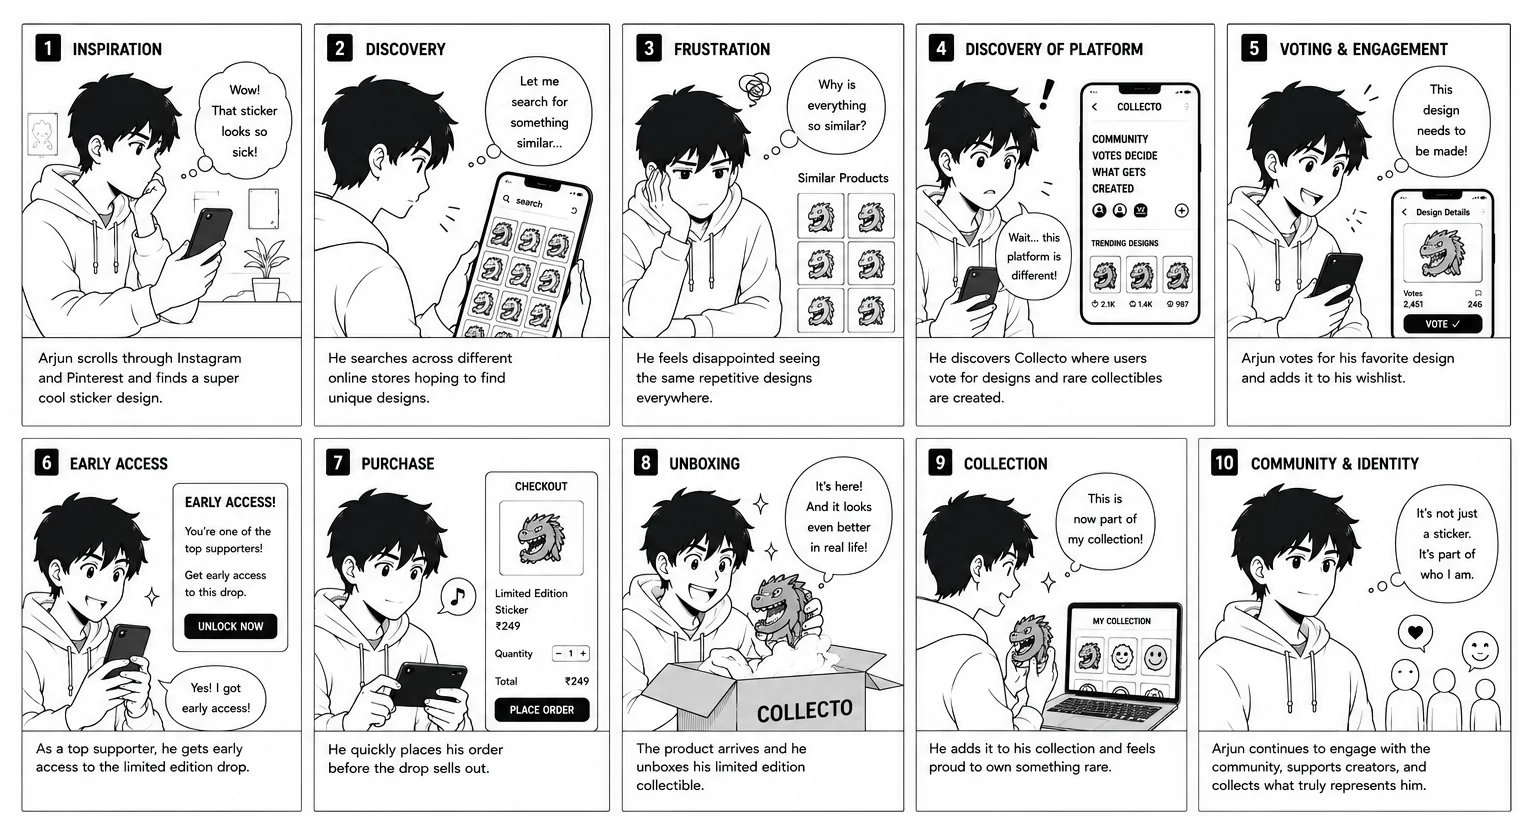 1 INSPIRATION
Wow!
That sticker
looks so
sick!
Arjun scrolls through Instagram
and Pinterest and finds a super
cool sticker design.
2 DISCOVERY
Let me
search for
something
similar...
search
He searches across different
online stores hoping to find
unique designs.
3 FRUSTRATION
Why is
everything
so similar?
Similar Products
He feels disappointed seeing
the same repetitive designs
everywhere.
4 DISCOVERY OF PLATFORM
COLLECTO
COMMUNITY
VOTES DECIDE
WHAT GETS
CREATED
TRENDING DESIGNS
2.1K 1.4K 987
Wait... this
platform is
different!
He discovers Collecto where users
vote for designs and rare collectibles
are created.
5 VOTING & ENGAGEMENT
This
design
needs to
be made!
Design Details
Votes
2,451 246
VOTE ✓
Arjun votes for his favorite design
and adds it to his wishlist.
6 EARLY ACCESS
EARLY ACCESS!
You're one of the
top supporters!
Get early access
to this drop.
UNLOCK NOW
Yes! I got
early access!
As a top supporter, he gets early
access to the limited edition drop.
7 PURCHASE
CHECKOUT
Limited Edition
Sticker
₹249
Quantity − 1 +
Total ₹249
PLACE ORDER
He quickly places his order
before the drop sells out.
8 UNBOXING
It's here!
And it looks
even better
in real life!
COLLECTO
The product arrives and he
unboxes his limited edition
collectible.
9 COLLECTION
This is
now part of
my collection!
MY COLLECTION
He adds it to his collection and feels
proud to own something rare.
10 COMMUNITY & IDENTITY
It's not just
a sticker.
It's part of
who I am.
Arjun continues to engage with the
community, supports creators, and
collects what truly represents him.